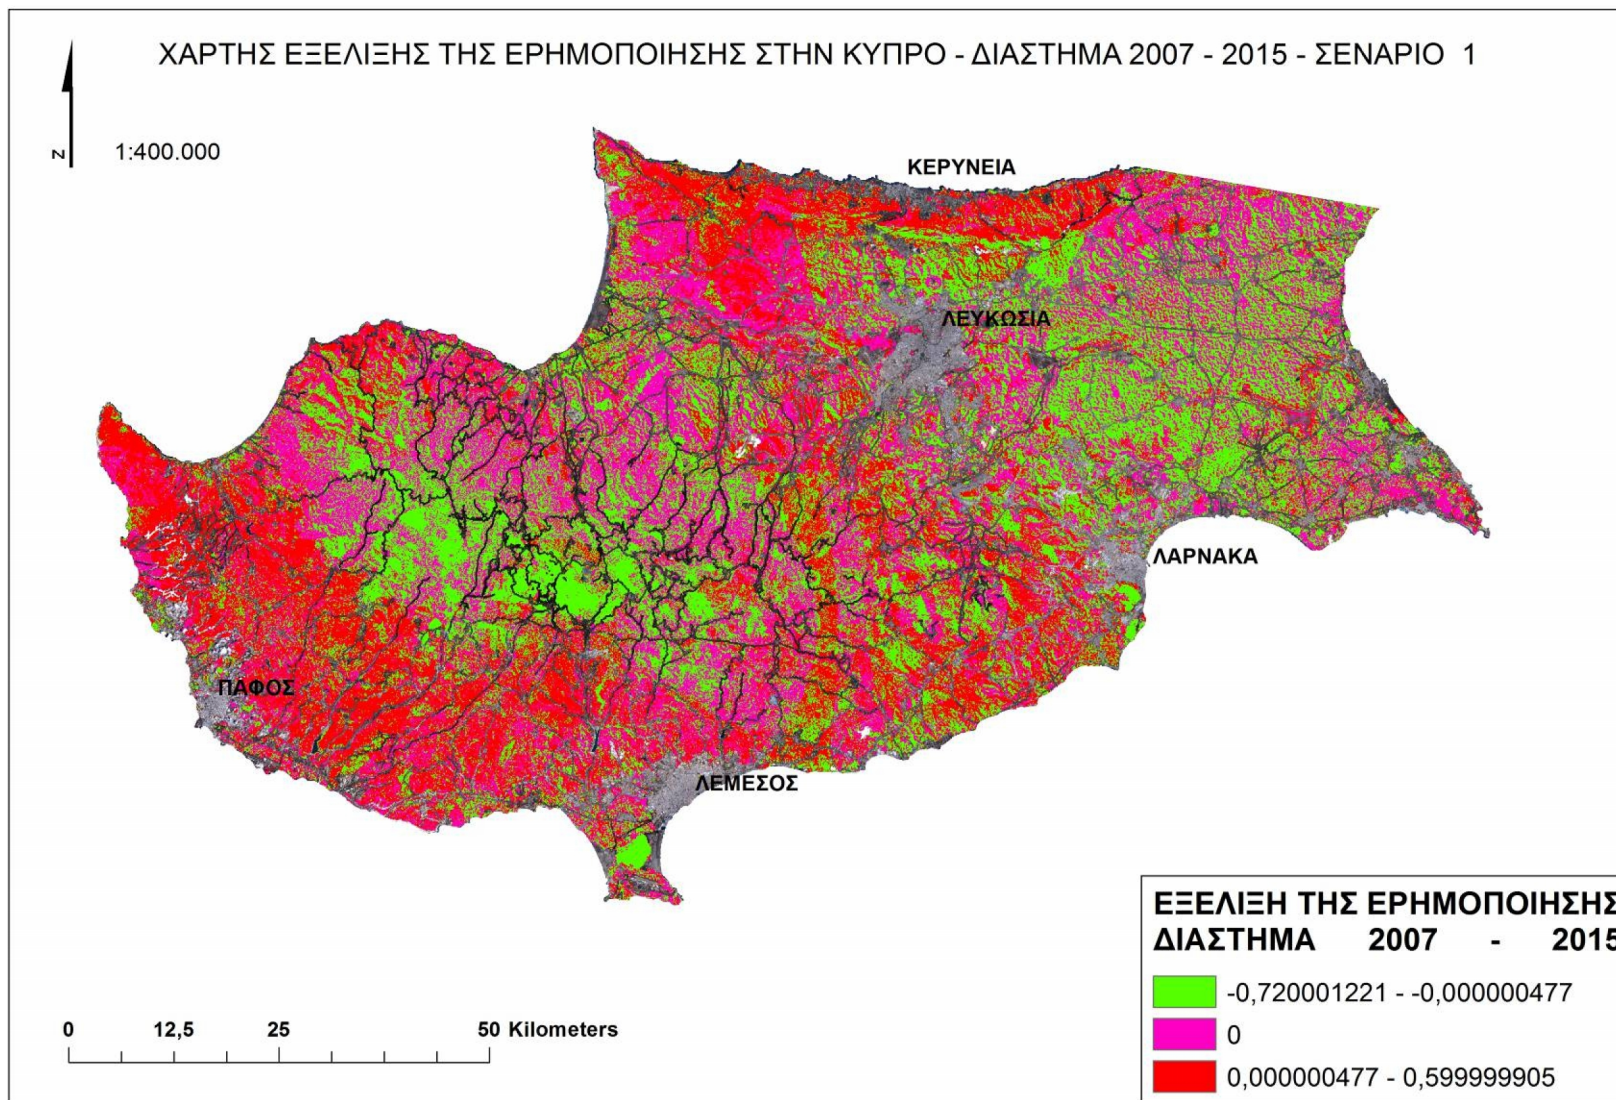 ΧΑΡΤΗΣ ΕΞΕΛΙΞΗΣ ΤΗΣ ΕΡΗΜΟΠΟΙΗΣΗΣ ΣΤΗΝ ΚΥΠΡΟ - ΔΙΑΣΤΗΜΑ 2007 - 2015 - ΣΕΝΑΡΙΟ 1
Z
1:400.000
ΚΕΡΥΝΕΙΑ
ΛΕΥΚΩΣΙΑ
ΛΑΡΝΑΚΑ
ΠΑΦΟΣ
ΛΕΜΕΣΟΣ
ΕΞΕΛΙΞΗ ΤΗΣ ΕΡΗΜΟΠΟΙΗΣΗΣ
ΔΙΑΣΤΗΜΑ 2007 - 2015
-0,720001221 - -0,000000477
0
0,000000477 - 0,599999905
0 12,5 25 50 Kilometers